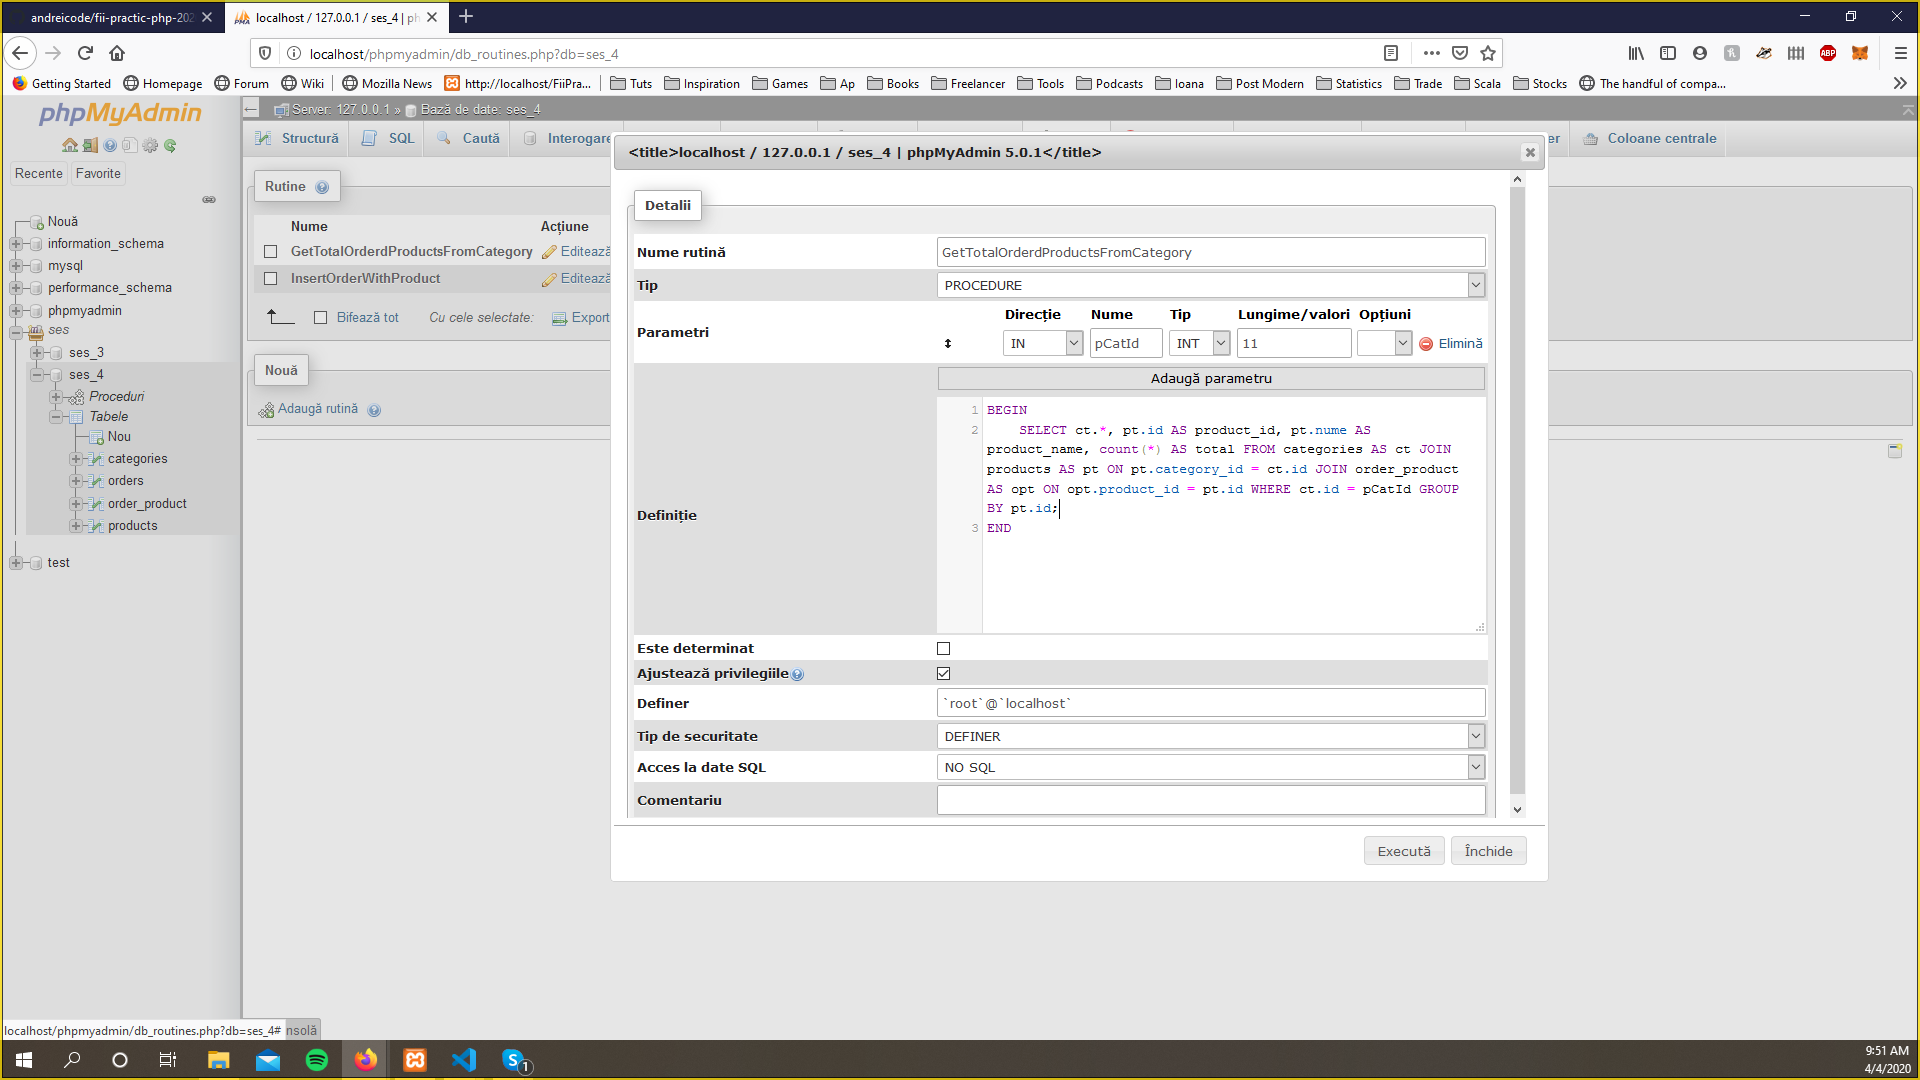 andreicode/fii-practic-php-202
localhost / 127.0.0.1 / ses_4 | ph
localhost/phpmyadmin/db_routines.php?db=ses_4
Getting Started
Homepage
Forum
Wiki
Mozilla News
http://localhost/FiiPra...
Tuts
Inspiration
Games
Ap
Books
Freelancer
Tools
Podcasts
Ioana
Post Modern
Statistics
Trade
Scala
Stocks
The handful of compa...
ABP
phpMyAdmin
Server: 127.0.0.1 » Bază de date: ses_4
Structură
SQL
Caută
Interogare
er
Coloane centrale
Recente
Favorite
Nouă
information_schema
mysql
performance_schema
phpmyadmin
ses
ses_3
ses_4
Proceduri
Tabele
Nou
categories
orders
order_product
products
test
Rutine
Nume
Acțiune
GetTotalOrderdProductsFromCategory
Editează
InsertOrderWithProduct
Editează
Bifează tot
Cu cele selectate:
Export
Nouă
Adaugă rutină
<title>localhost / 127.0.0.1 / ses_4 | phpMyAdmin 5.0.1</title>
Detalii
Nume rutină
GetTotalOrderdProductsFromCategory
Tip
PROCEDURE
Parametri
Direcție
Nume
Tip
Lungime/valori
Opțiuni
IN
pCatId
INT
11
Elimină
Adaugă parametru
Definiție
1 BEGIN
2 SELECT ct.*, pt.id AS product_id, pt.nume AS
product_name, count(*) AS total FROM categories AS ct JOIN
products AS pt ON pt.category_id = ct.id JOIN order_product
AS opt ON opt.product_id = pt.id WHERE ct.id = pCatId GROUP
BY pt.id;
3 END
Este determinat
Ajustează privilegiile
Definer
`root`@`localhost`
Tip de securitate
DEFINER
Acces la date SQL
NO SQL
Comentariu
Execută
Închide
localhost/phpmyadmin/db_routines.php?db=ses_4#
nsolă
1
9:51 AM
4/4/2020